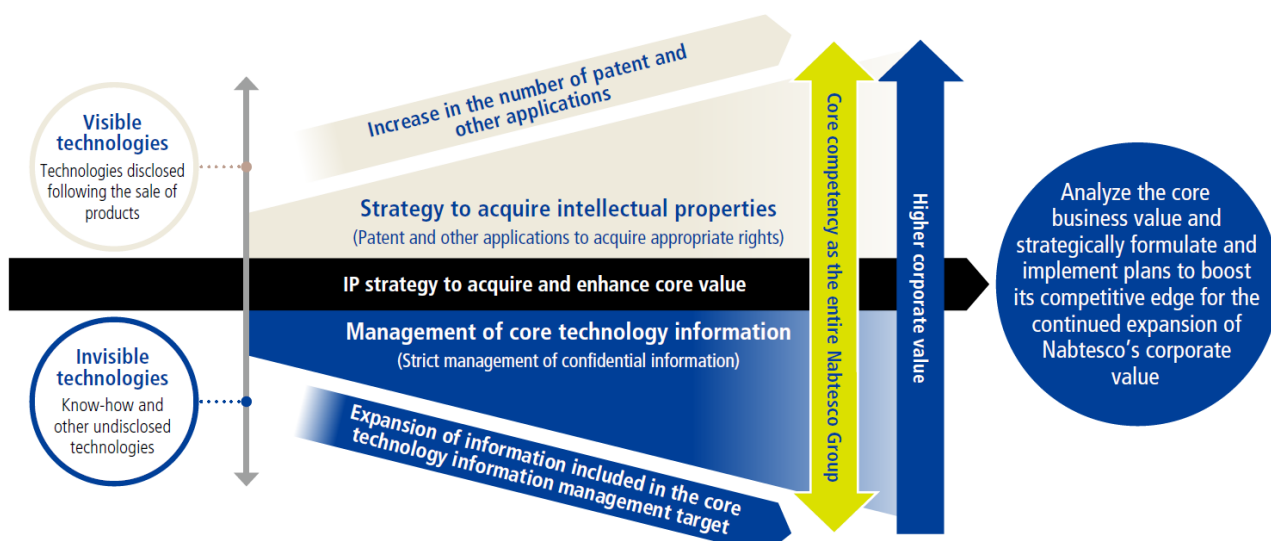 Visible
technologies
Technologies disclosed
following the sale of
products
Increase in the number of patent and
other applications
Strategy to acquire intellectual properties
(Patent and other applications to acquire appropriate rights)
IP strategy to acquire and enhance core value
Management of core technology information
(Strict management of confidential information)
Invisible
technologies
Know-how and
other undisclosed
technologies
Expansion of information included in the core
technology information management target
Core competency as the entire Nabtesco Group
Higher corporate value
Analyze the core
business value and
strategically formulate and
implement plans to boost
its competitive edge for the
continued expansion of
Nabtesco's corporate
value